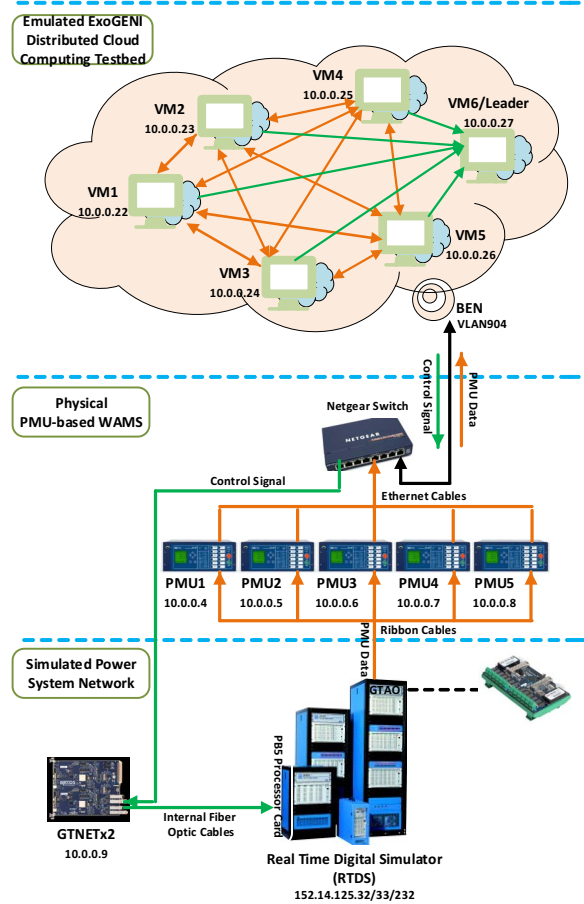 Emulated ExoGENI
Distributed Cloud
Computing Testbed
VM4
10.0.0.25
VM2
10.0.0.23
VM6/Leader
10.0.0.27
VM1
10.0.0.22
VM5
10.0.0.26
VM3
10.0.0.24
BEN
VLAN904
Control Signal
PMU Data
Physical
PMU-based WAMS
Netgear Switch
NETGEAR
Control Signal
Ethernet Cables
PMU1
10.0.0.4
PMU2
10.0.0.5
PMU3
10.0.0.6
PMU4
10.0.0.7
PMU5
10.0.0.8
Ribbon Cables
Simulated Power
System Network
PMU Data
GTAO
PB5 Processor Card
GTNETx2
10.0.0.9
Internal Fiber
Optic Cables
Real Time Digital Simulator
(RTDS)
152.14.125.32/33/232